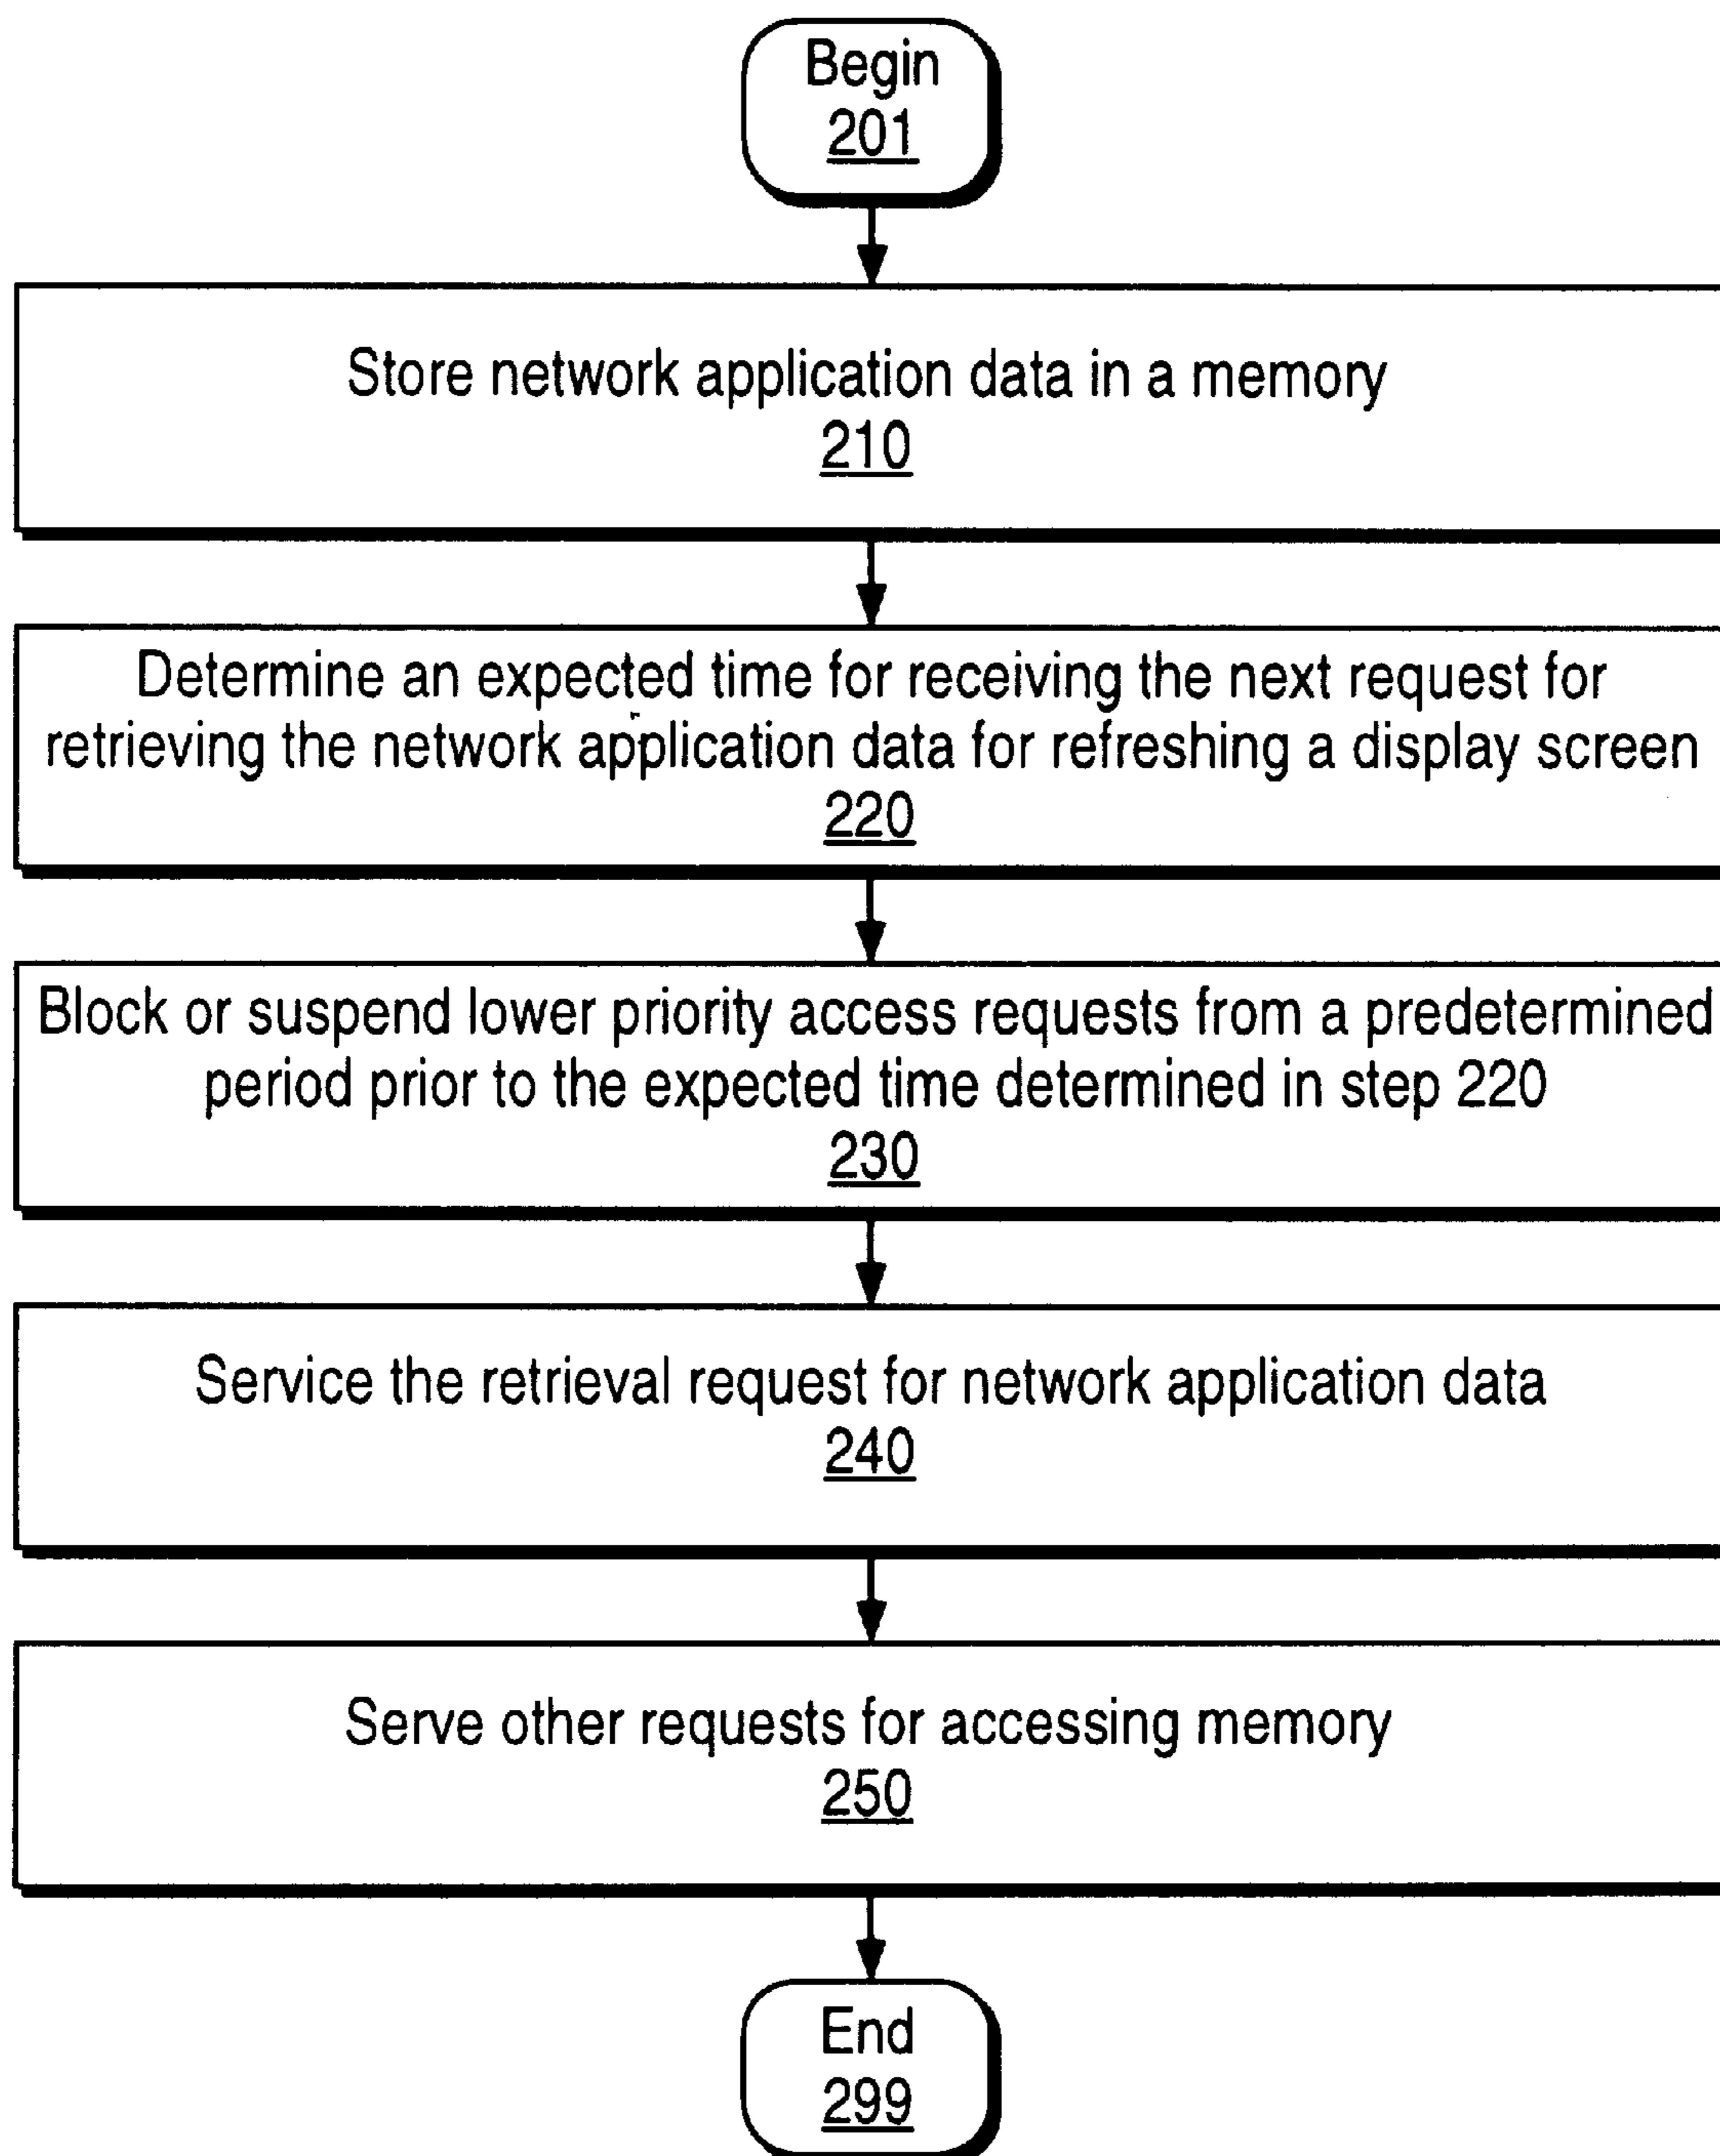 Begin
201
Store network application data in a memory
210
Determine an expected time for receiving the next request for
retrieving the network application data for refreshing a display screen
220
Block or suspend lower priority access requests from a predetermined
period prior to the expected time determined in step 220
230
Service the retrieval request for network application data
240
Serve other requests for accessing memory
250
End
299